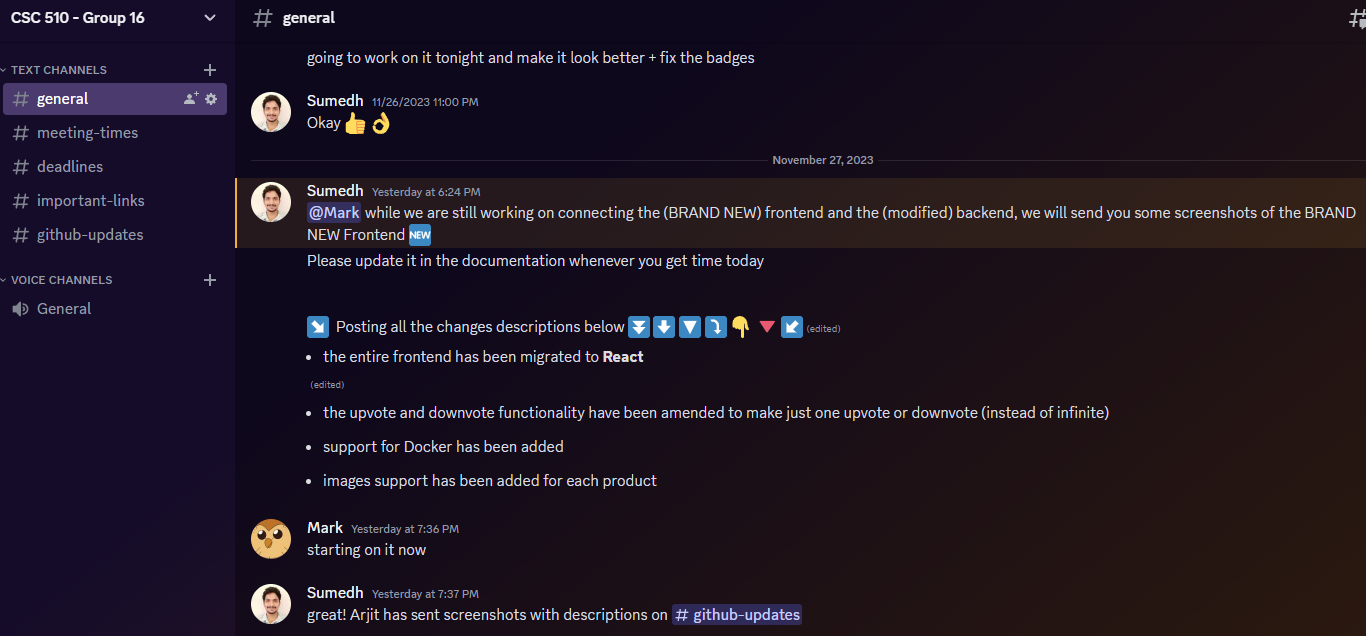 CSC 510 - Group 16
general
TEXT CHANNELS
general
meeting-times
deadlines
important-links
github-updates
VOICE CHANNELS
General
going to work on it tonight and make it look better + fix the badges
Sumedh 11/26/2023 11:00 PM
Okay 👍 👌
November 27, 2023
Sumedh Yesterday at 6:24 PM
@Mark while we are still working on connecting the (BRAND NEW) frontend and the (modified) backend, we will send you some screenshots of the BRAND
NEW Frontend 🆕
Please update it in the documentation whenever you get time today
↘️ Posting all the changes descriptions below ⏬ ⬇️ 🔽 ⤵️ 👇 🔻 ↙️ (edited)
• the entire frontend has been migrated to React
(edited)
• the upvote and downvote functionality have been amended to make just one upvote or downvote (instead of infinite)
• support for Docker has been added
• images support has been added for each product
Mark Yesterday at 7:36 PM
starting on it now
Sumedh Yesterday at 7:37 PM
great! Arjit has sent screenshots with descriptions on # github-updates